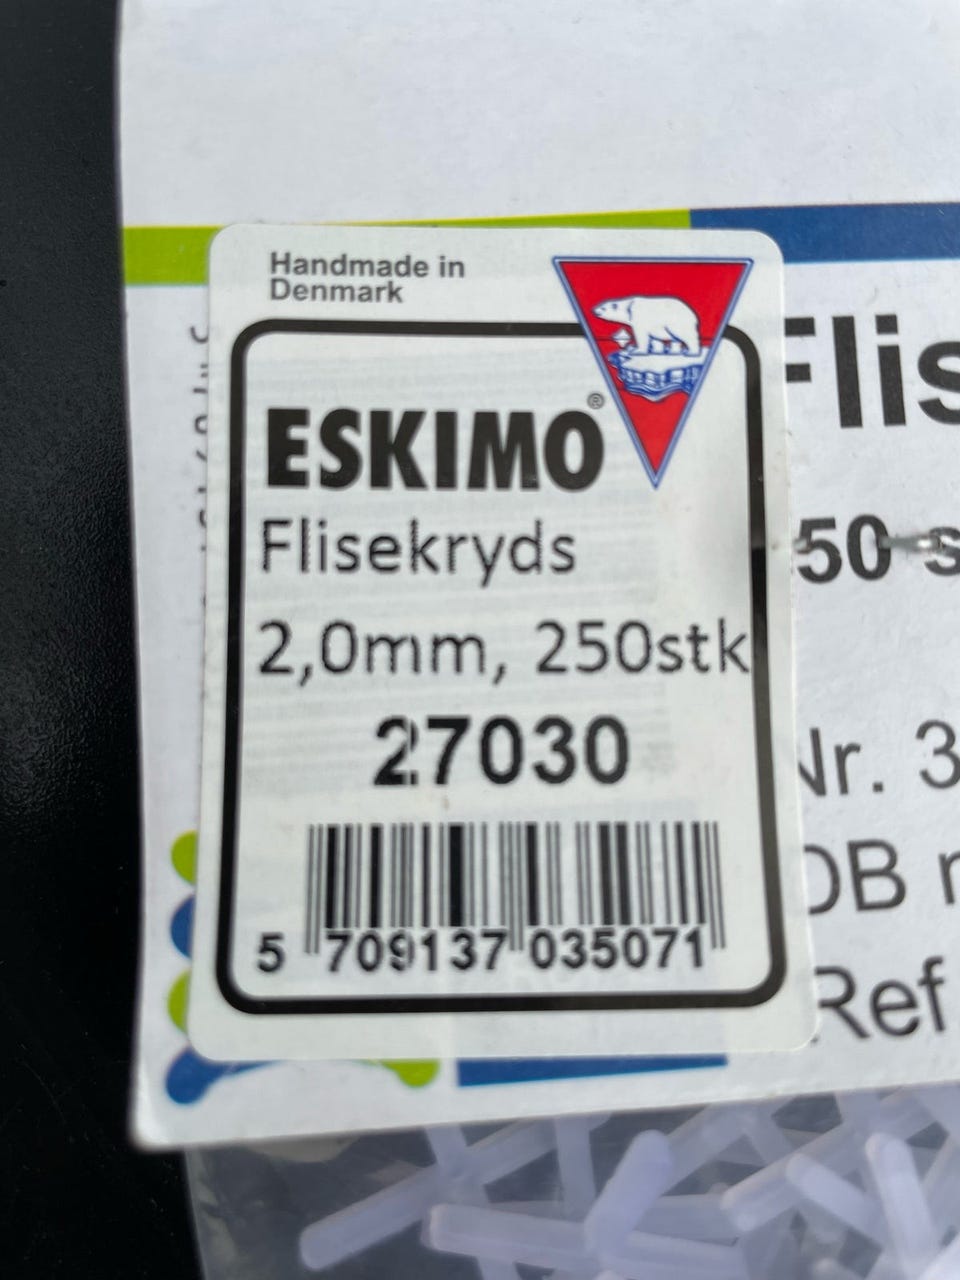 Handmade in
Denmark
ESKIMO®
Flisekryds
2,0mm, 250stk
27030
5 709137 035071
Flis
50 s
Nr. 3
DB n
Ref